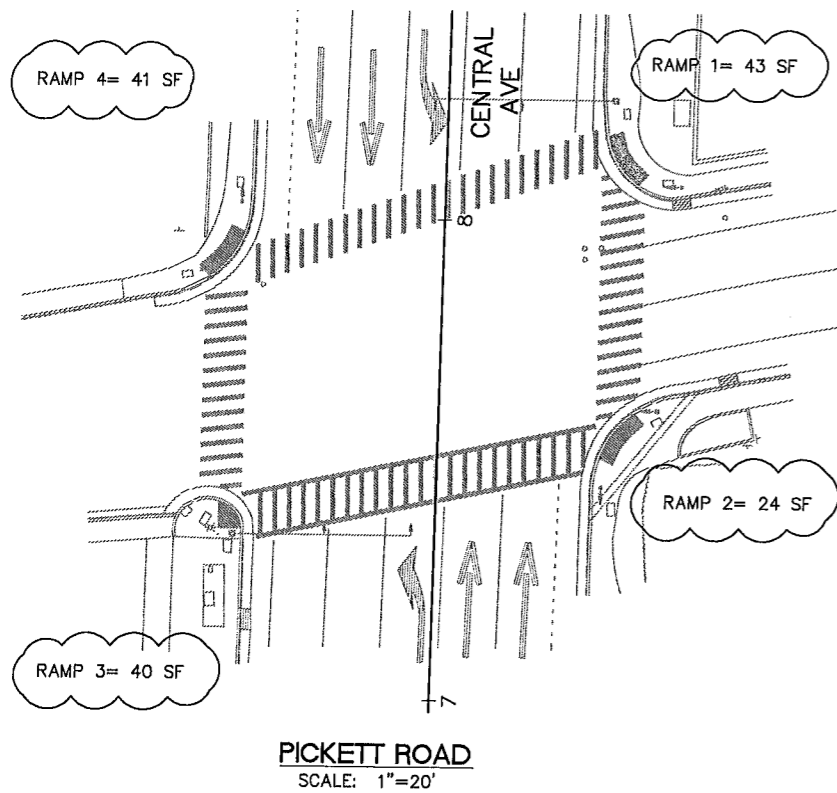 RAMP 4= 41 SF
RAMP 1= 43 SF
CENTRAL
AVE
8
RAMP 2= 24 SF
RAMP 3= 40 SF
7
PICKETT ROAD
SCALE: 1"=20'